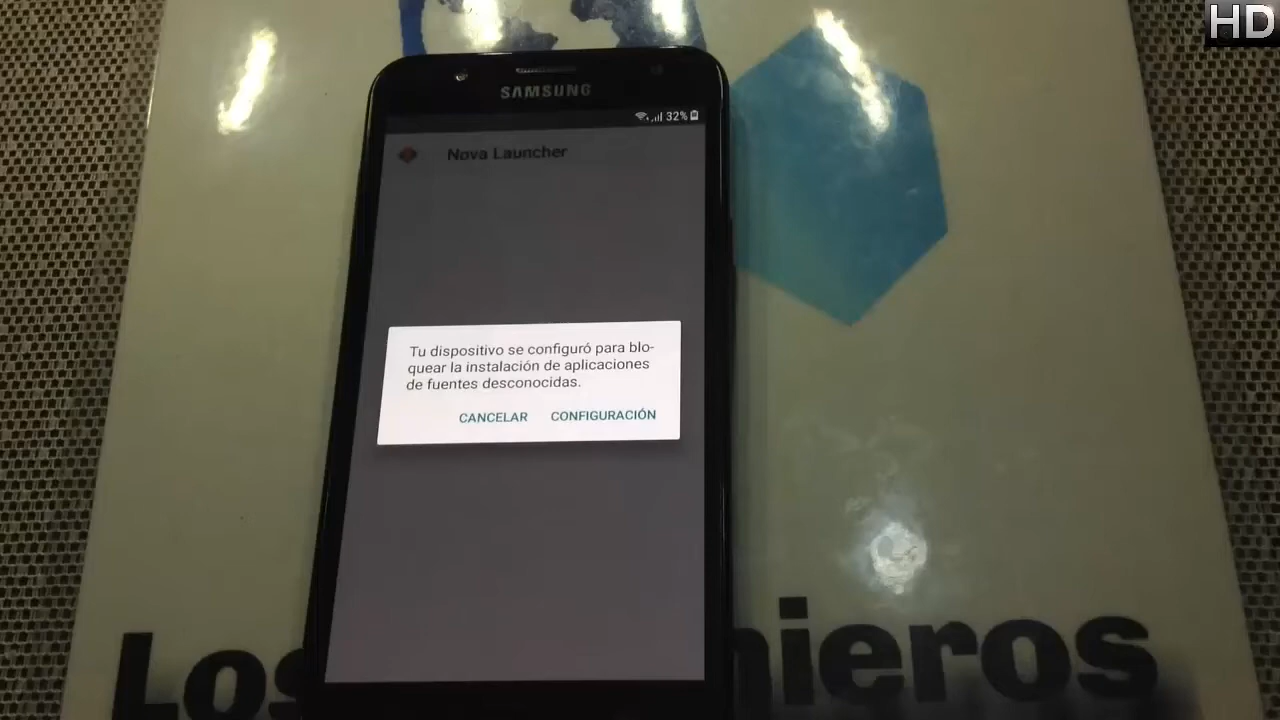 HD
SAMSUNG
32%
Nova Launcher
Tu dispositivo se configuró para blo-
quear la instalación de aplicaciones
de fuentes desconocidas.
CANCELAR CONFIGURACIÓN
Los nieros